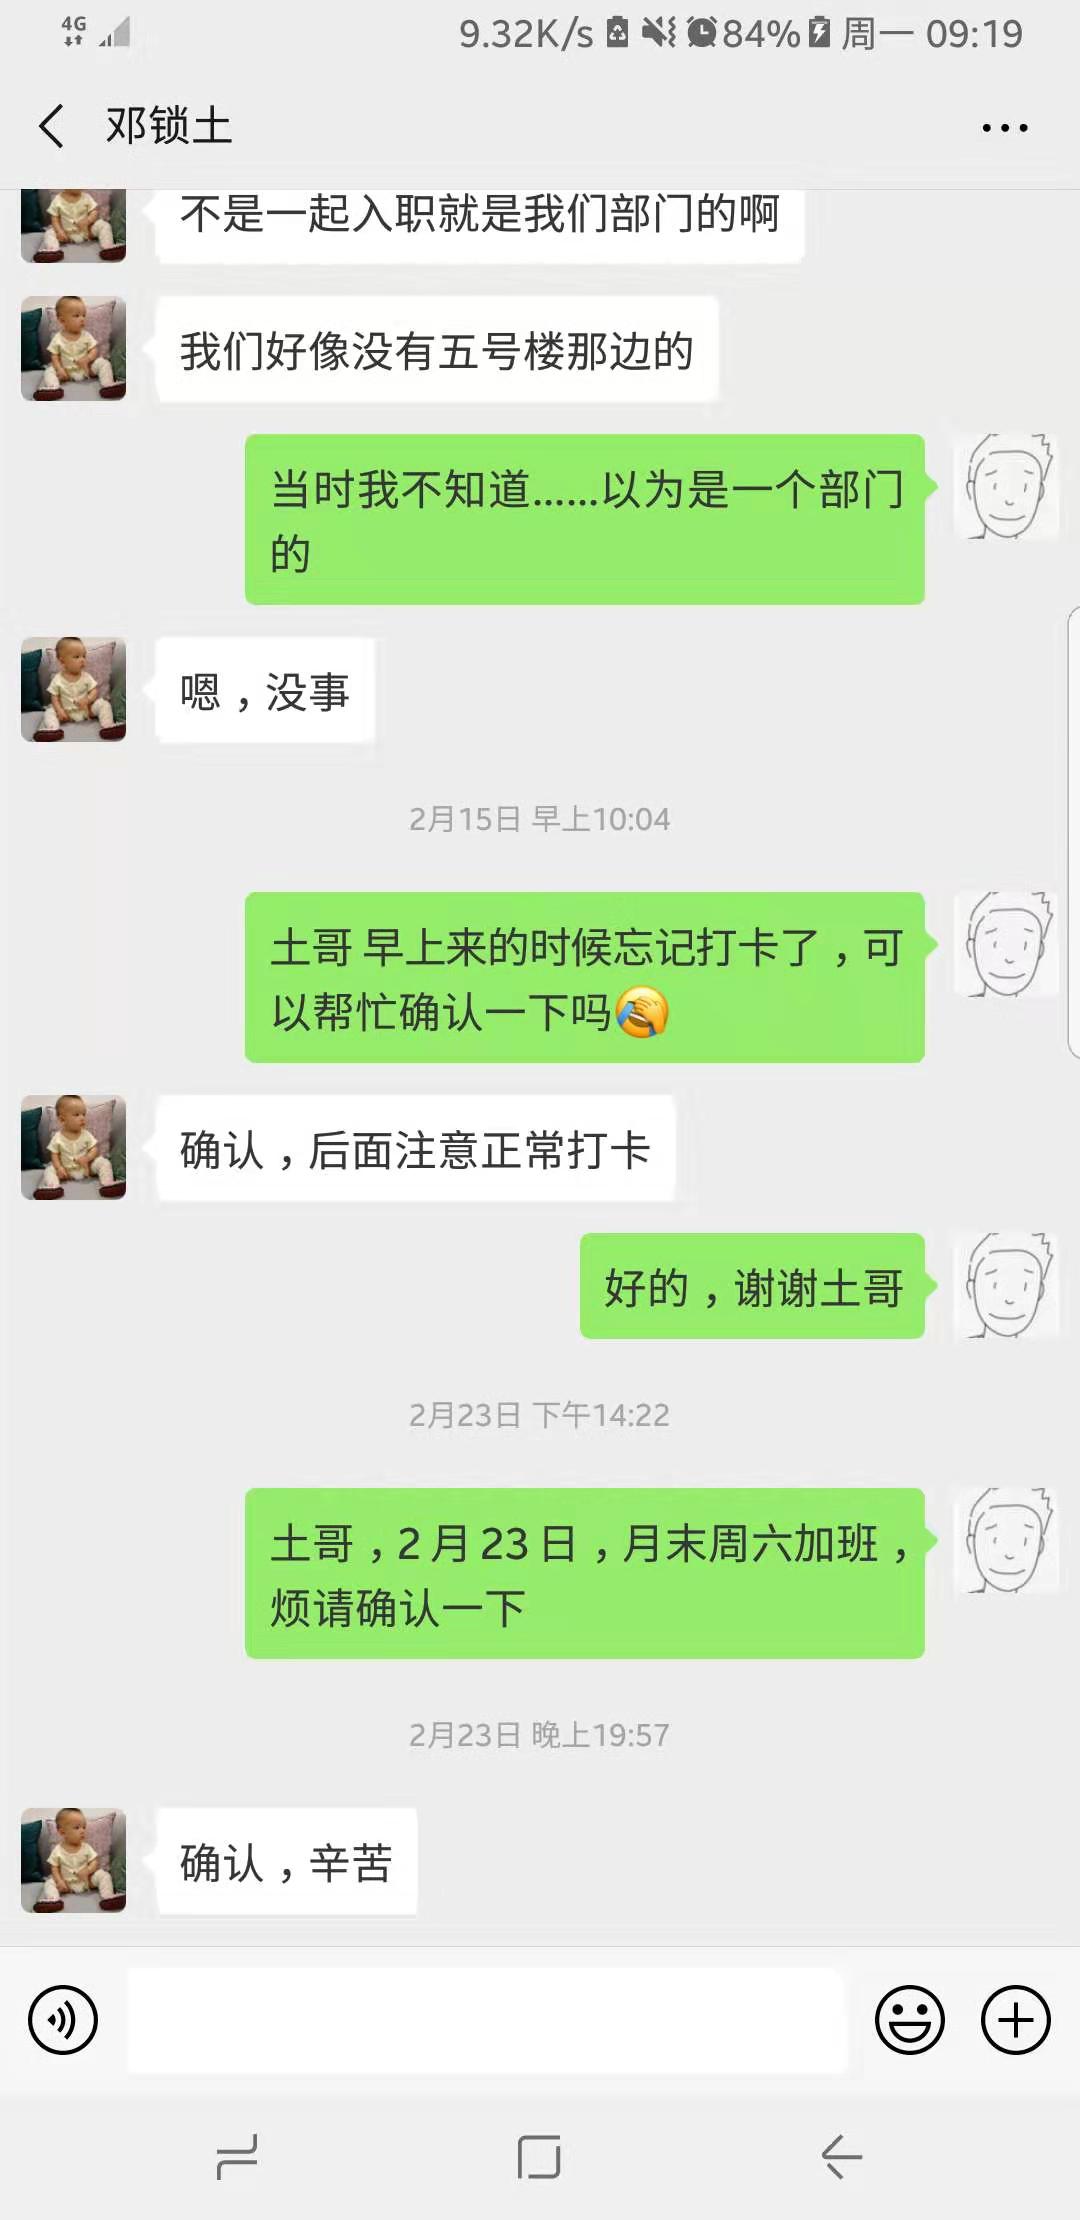 4G 9.32K/s 84% 周一 09:19
邓锁土
不是一起入职就是我们部门的啊
我们好像没有五号楼那边的
当时我不知道......以为是一个部门
的
嗯，没事
2月15日 早上10:04
土哥 早上来的时候忘记打卡了，可
以帮忙确认一下吗🤦
确认，后面注意正常打卡
好的，谢谢土哥
2月23日 下午14:22
土哥，2月23日，月末周六加班，
烦请确认一下
2月23日 晚上19:57
确认，辛苦